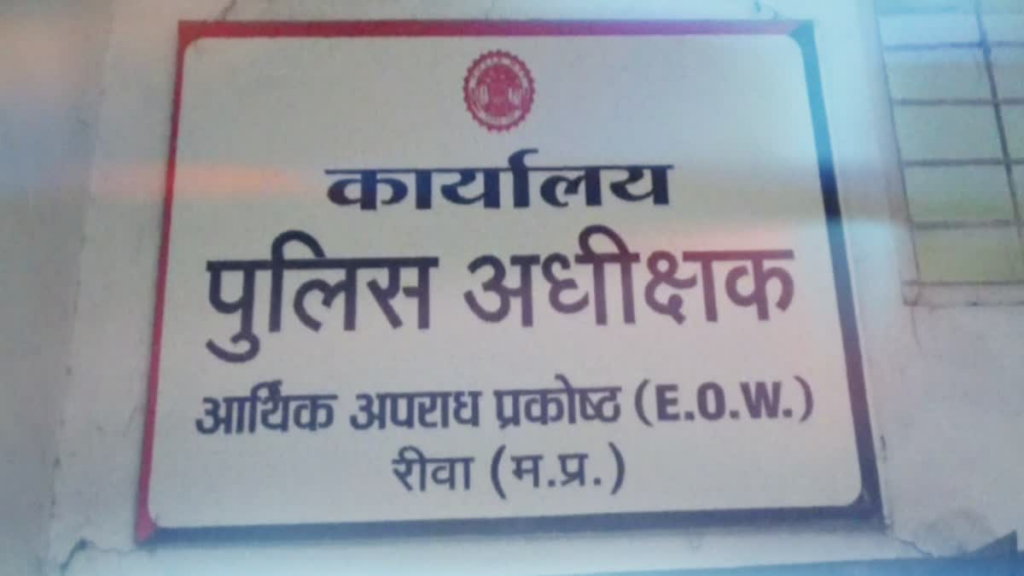 कार्यालय
पुलिस अधीक्षक
आर्थिक अपराध प्रकोष्ठ (E.O.W.)
रीवा (म.प्र.)